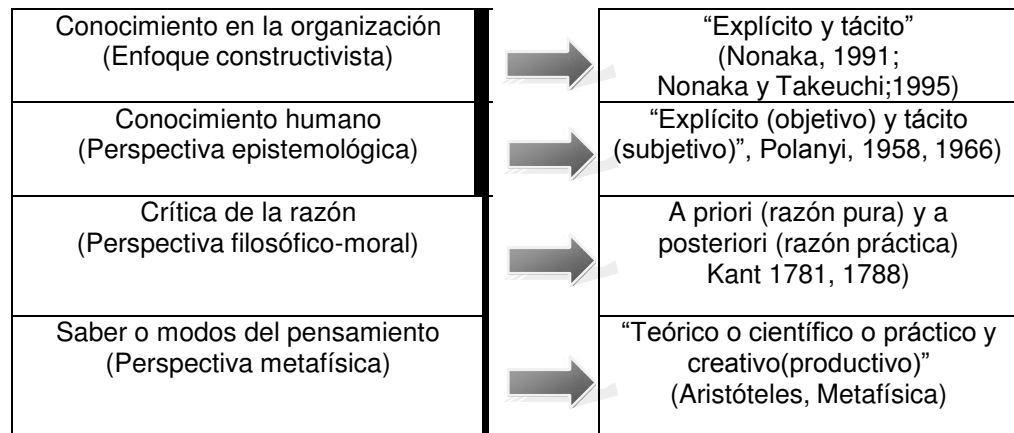 Conocimiento en la organización
(Enfoque constructivista)
“Explícito y tácito”
(Nonaka, 1991;
Nonaka y Takeuchi;1995)
Conocimiento humano
(Perspectiva epistemológica)
“Explícito (objetivo) y tácito
(subjetivo)”, Polanyi, 1958, 1966)
Crítica de la razón
(Perspectiva filosófico-moral)
A priori (razón pura) y a
posteriori (razón práctica)
Kant 1781, 1788)
Saber o modos del pensamiento
(Perspectiva metafísica)
“Teórico o científico o práctico y
creativo(productivo)”
(Aristóteles, Metafísica)